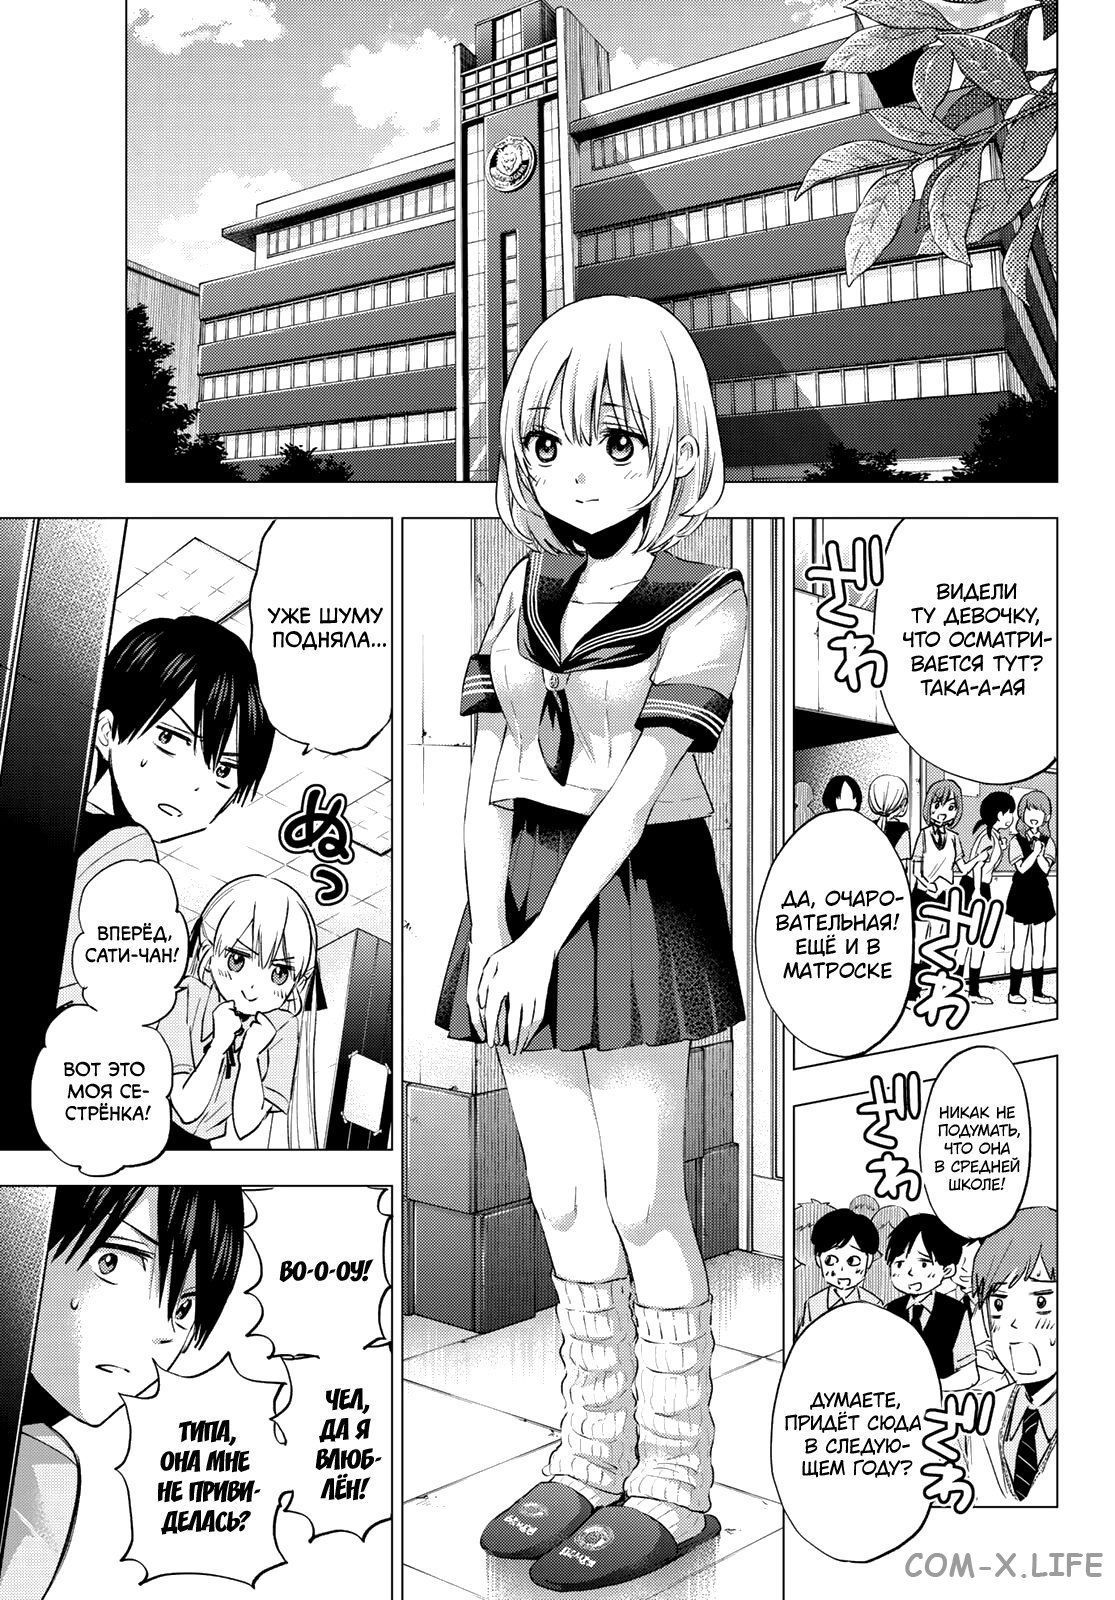 ВИДЕЛИ
ТУ ДЕВОЧКУ,
ЧТО ОСМАТРИ-
ВАЕТСЯ ТУТ?
ТАКА-А-АЯ
ざ
わ
ДА, ОЧАРО-
ВАТЕЛЬНАЯ!
ЕЩЁ И В
МАТРОСКЕ
ざ
わ
НИКАК НЕ
ПОДУМАТЬ,
ЧТО ОНА
В СРЕДНЕЙ
ШКОЛЕ!
ざ
わ
ДУМАЕТЕ,
ПРИДЁТ СЮДА
В СЛЕДУЮ-
ЩЕМ ГОДУ?
ざ
わ
УЖЕ ШУМУ
ПОДНЯЛА...
ぬっ
ВПЕРЁД,
САТИ-ЧАН!
ВОТ ЭТО
МОЯ СЕ-
СТРЁНКА!
ВО-О-ОУ!
ЧЕЛ,
ДА Я
ВЛЮБ-
ЛЁН!
ТИПА,
ОНА МНЕ
НЕ ПРИВИ-
ДЕЛАСЬ?
COM-X.LIFE